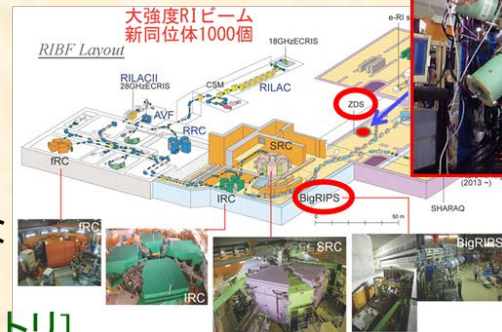 大強度RIビーム
新同位体1000個
RIBF Layout
e-RI
18GHzECRIS
RILACII
28GHzECRIS
CSM
RILAC
AVF
RRC
ZDS
fRC
SRC
IRC
BigRIPS
50 m
(2013 ~)
SHARAQ
fRC
IRC
SRC
BigRIPS
トリ]